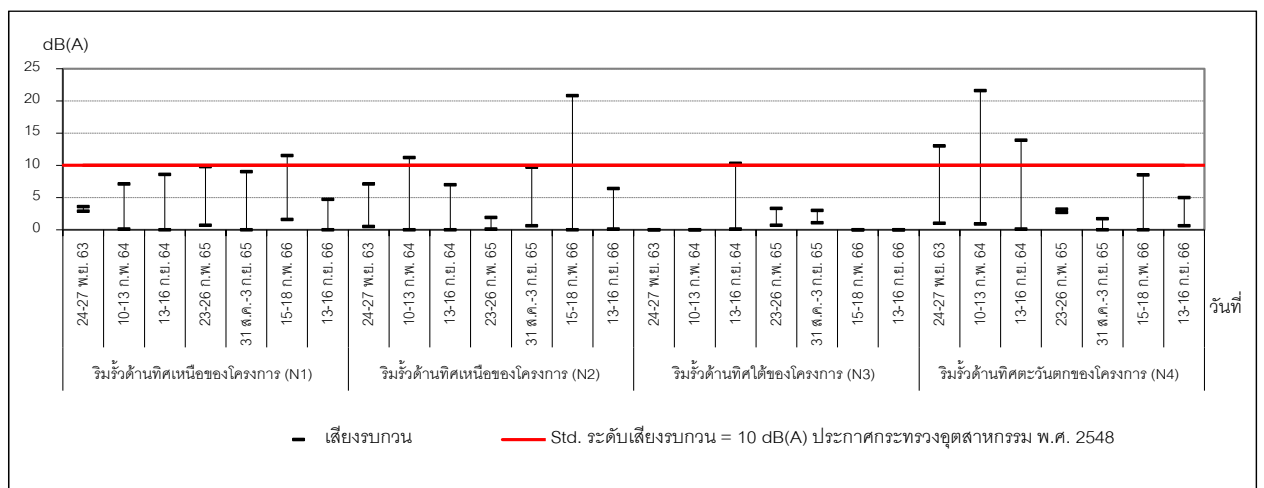 dB(A)
25
20
15
10
5
0
24-27 พ.ย. 63
10-13 ก.พ. 64
13-16 ก.ย. 64
23-26 ก.พ. 65
31 ส.ค.-3 ก.ย. 65
15-18 ก.พ. 66
13-16 ก.ย. 66
24-27 พ.ย. 63
10-13 ก.พ. 64
13-16 ก.ย. 64
23-26 ก.พ. 65
31 ส.ค.-3 ก.ย. 65
15-18 ก.พ. 66
13-16 ก.ย. 66
24-27 พ.ย. 63
10-13 ก.พ. 64
13-16 ก.ย. 64
23-26 ก.พ. 65
31 ส.ค.-3 ก.ย. 65
15-18 ก.พ. 66
13-16 ก.ย. 66
24-27 พ.ย. 63
10-13 ก.พ. 64
13-16 ก.ย. 64
23-26 ก.พ. 65
31 ส.ค.-3 ก.ย. 65
15-18 ก.พ. 66
13-16 ก.ย. 66
วันที่
ริมรั้วด้านทิศเหนือของโครงการ (N1)
ริมรั้วด้านทิศเหนือของโครงการ (N2)
ริมรั้วด้านทิศใต้ของโครงการ (N3)
ริมรั้วด้านทิศตะวันตกของโครงการ (N4)
เสียงรบกวน
Std. ระดับเสียงรบกวน = 10 dB(A) ประกาศกระทรวงอุตสาหกรรม พ.ศ. 2548